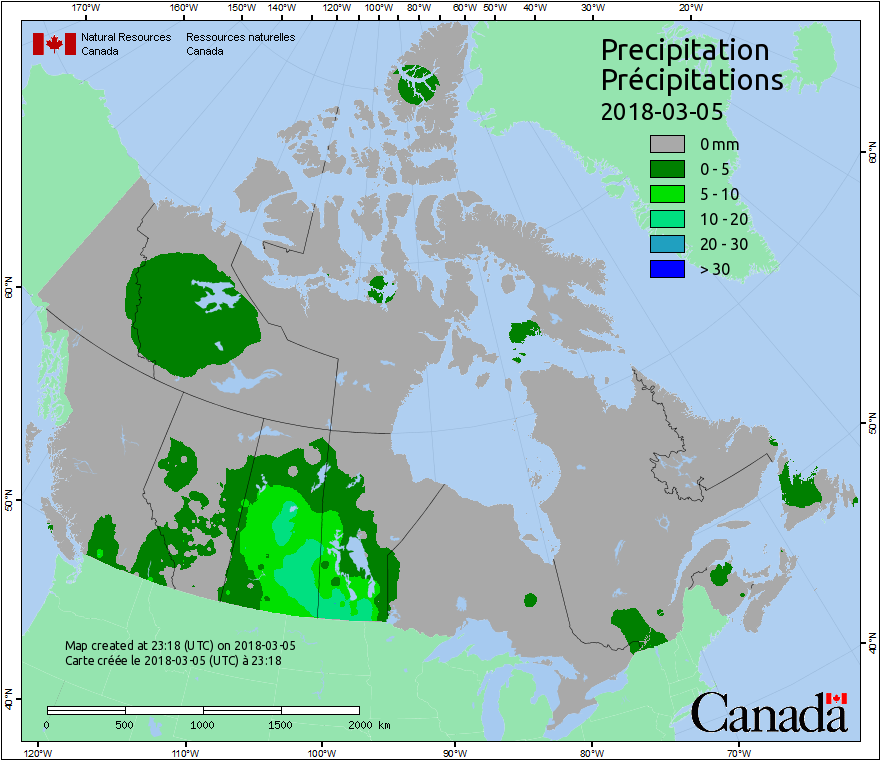 170°W 160°W 150°W 140°W 120°W 100°W 80°W 60°W 50°W 40°W 30°W 20°W
Natural Resources Ressources naturelles
Canada Canada
Precipitation
Précipitations
2018-03-05
0 mm
0 - 5
5 - 10
10 - 20
20 - 30
> 30
60°N
60°N
50°N
50°N
40°N
40°N
Map created at 23:18 (UTC) on 2018-03-05
Carte créée le 2018-03-05 (UTC) à 23:18
0 500 1000 1500 2000 km
Canada
120°W 110°W 100°W 90°W 80°W 70°W